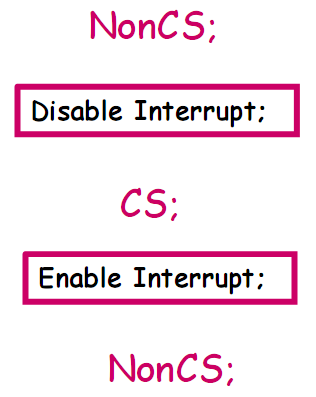 NonCS;
Disable Interrupt;
CS;
Enable Interrupt;
NonCS;